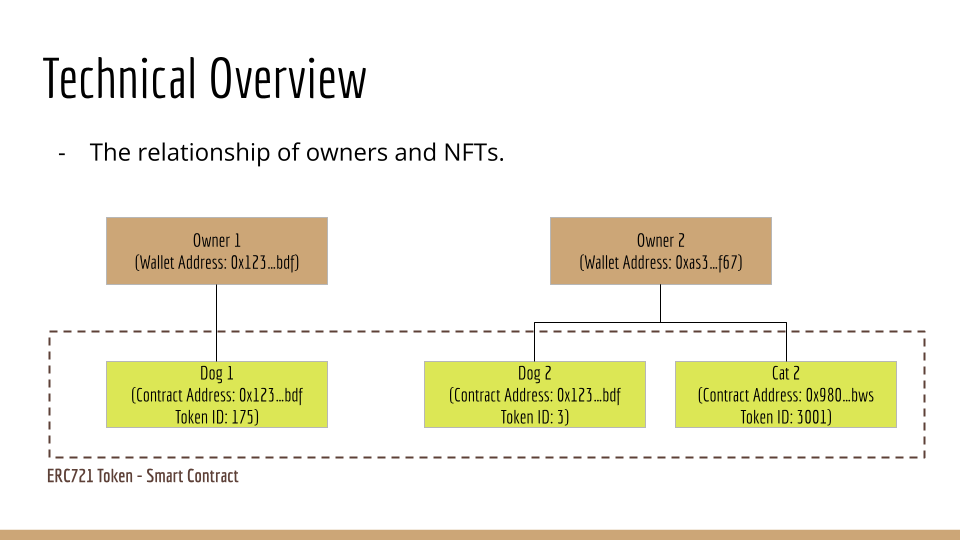 Technical Overview
- The relationship of owners and NFTs.
Owner 1
(Wallet Address: 0x123...bdf)
Owner 2
(Wallet Address: 0xas3...f67)
Dog 1
(Contract Address: 0x123...bdf
Token ID: 175)
Dog 2
(Contract Address: 0x123...bdf
Token ID: 3)
Cat 2
(Contract Address: 0x980...bws
Token ID: 3001)
ERC721 Token - Smart Contract